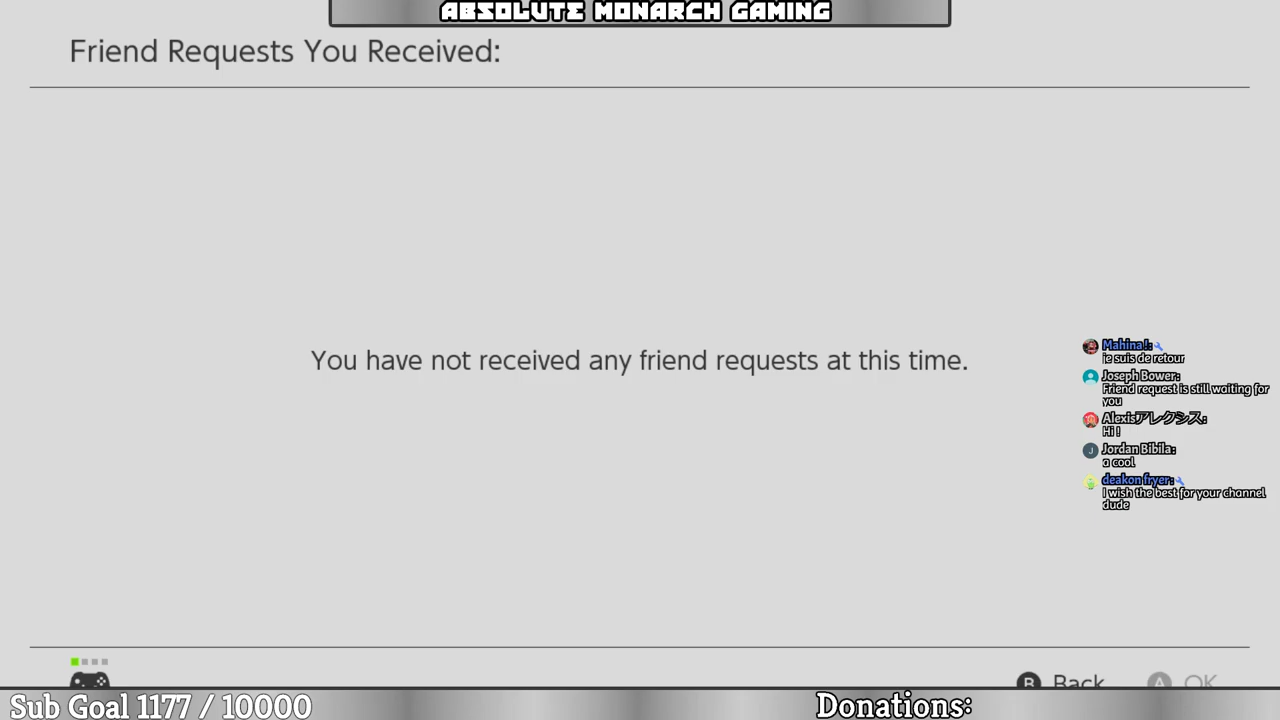 ABSOLUTE MONARCH GAMING
Friend Requests You Received:
You have not received any friend requests at this time.
Mahina!:
je suis de retour
Joseph Bower:
Friend request is still waiting for
you
Alexisアレクシス:
Hi !
J
Jordan Bibila:
a cool
deakon fryer:
I wish the best for your channel
dude
B Back
A OK
Sub Goal 1177 / 10000
Donations: